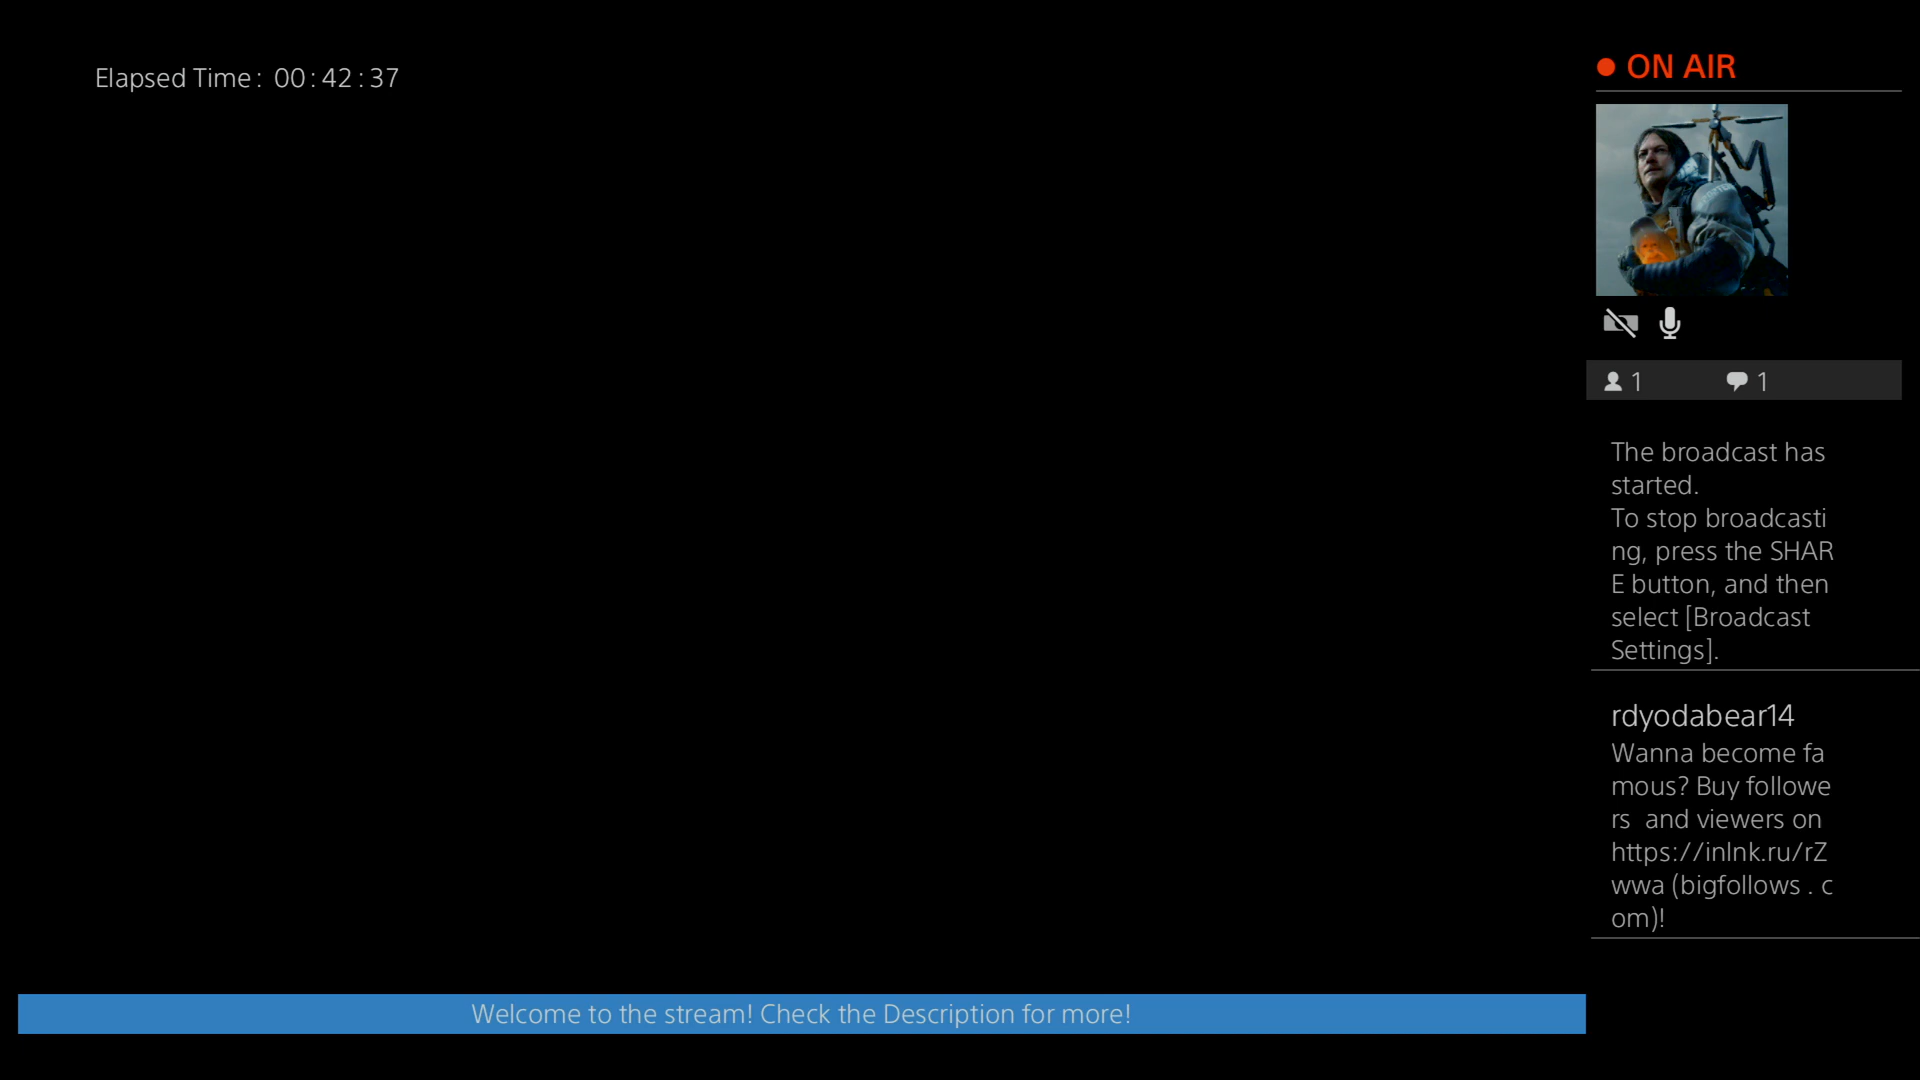 Elapsed Time: 00:42:37
ON AIR
1 1
The broadcast has
started.
To stop broadcasti
ng, press the SHAR
E button, and then
select [Broadcast
Settings].
rdyodabear14
Wanna become fa
mous? Buy followe
rs  and viewers on
https://inlnk.ru/rZ
wwa (bigfollows . c
om)!
Welcome to the stream! Check the Description for more!